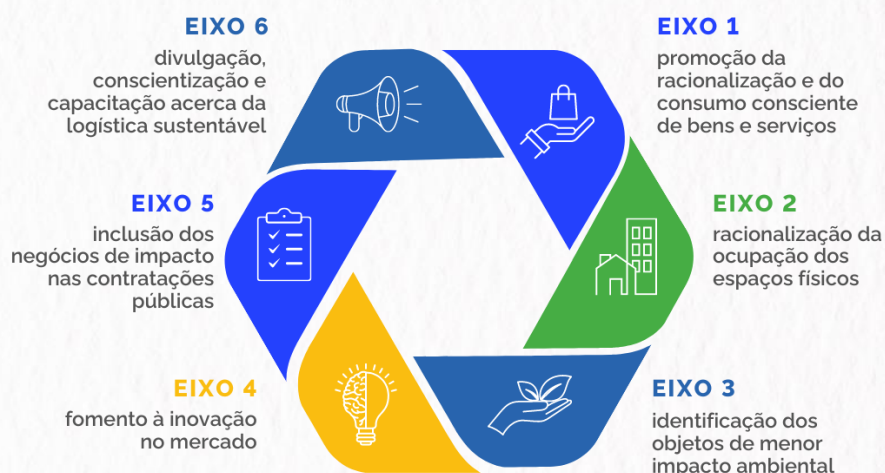 EIXO 6
divulgação,
conscientização e
capacitação acerca da
logística sustentável
EIXO 1
promoção da
racionalização e do
consumo consciente
de bens e serviços
EIXO 5
inclusão dos
negócios de impacto
nas contratações
públicas
EIXO 2
racionalização da
ocupação dos
espaços físicos
EIXO 4
fomento à inovação
no mercado
EIXO 3
identificação dos
objetos de menor
impacto ambiental